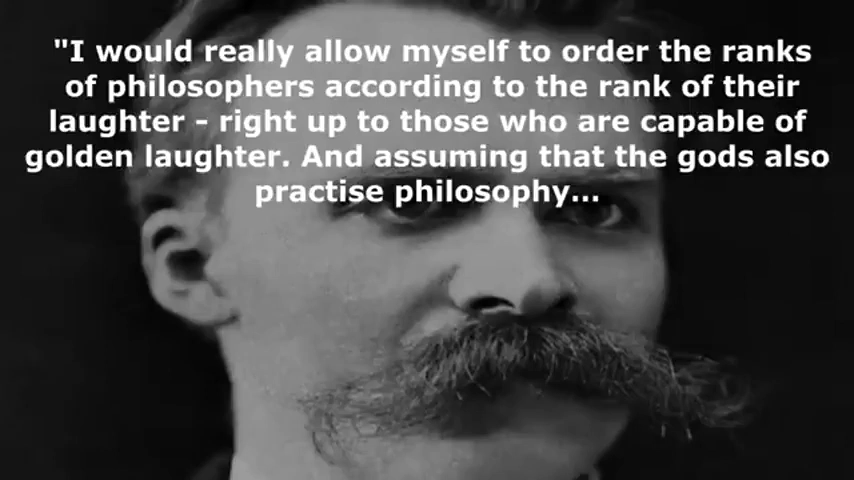 "I would really allow myself to order the ranks
of philosophers according to the rank of their
laughter - right up to those who are capable of
golden laughter. And assuming that the gods also
practise philosophy...